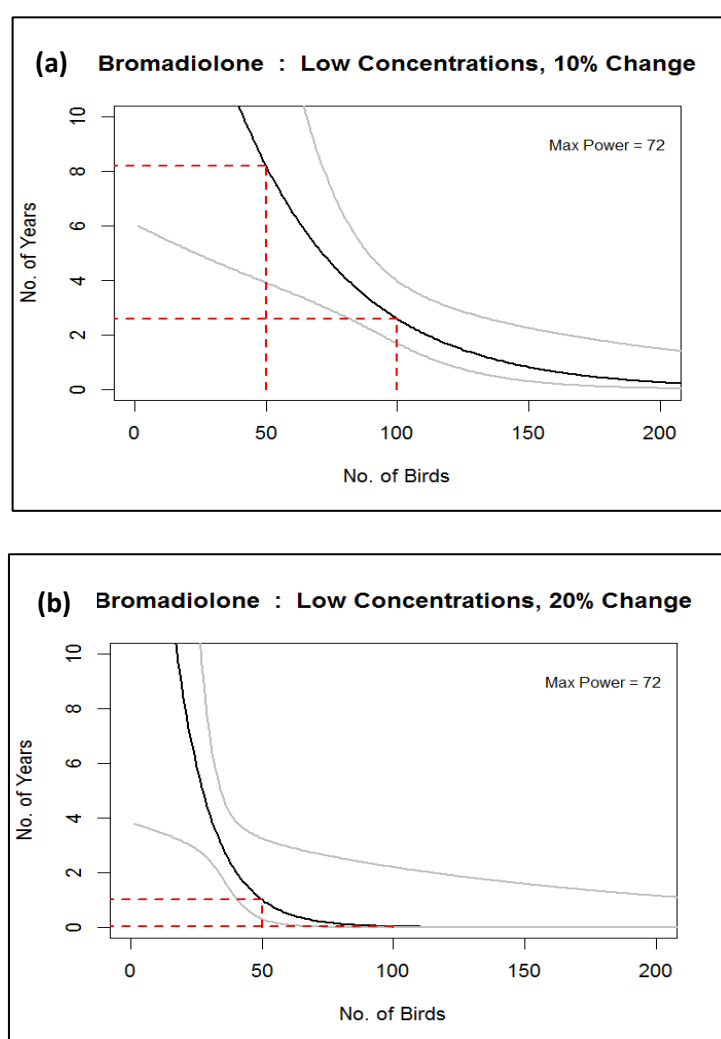 (a) Bromadiolone : Low Concentrations, 10% Change
Max Power = 72
No. of Years
10
8
6
4
2
0
0 50 100 150 200
No. of Birds
(b) Bromadiolone : Low Concentrations, 20% Change
Max Power = 72
No. of Years
10
8
6
4
2
0
0 50 100 150 200
No. of Birds